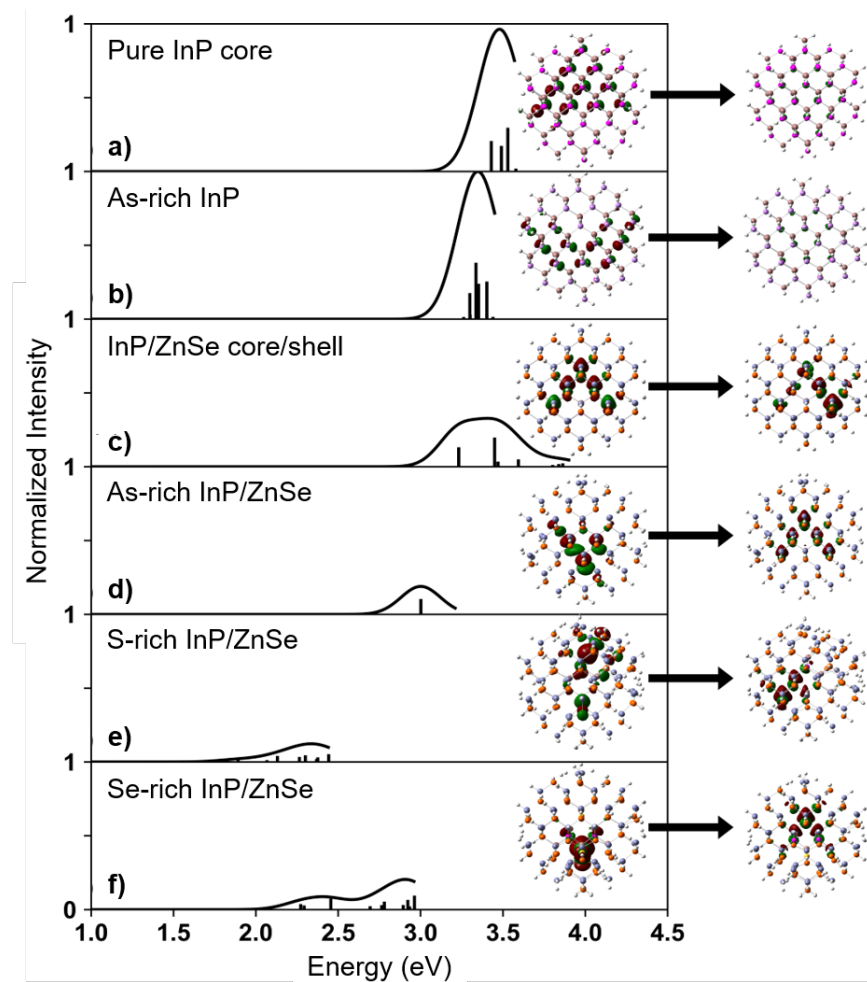 1
Pure InP core
a)
1
As-rich InP
b)
1
InP/ZnSe core/shell
c)
1
As-rich InP/ZnSe
d)
1
S-rich InP/ZnSe
e)
1
Se-rich InP/ZnSe
f)
0
Normalized Intensity
1.0 1.5 2.0 2.5 3.0 3.5 4.0 4.5
Energy (eV)